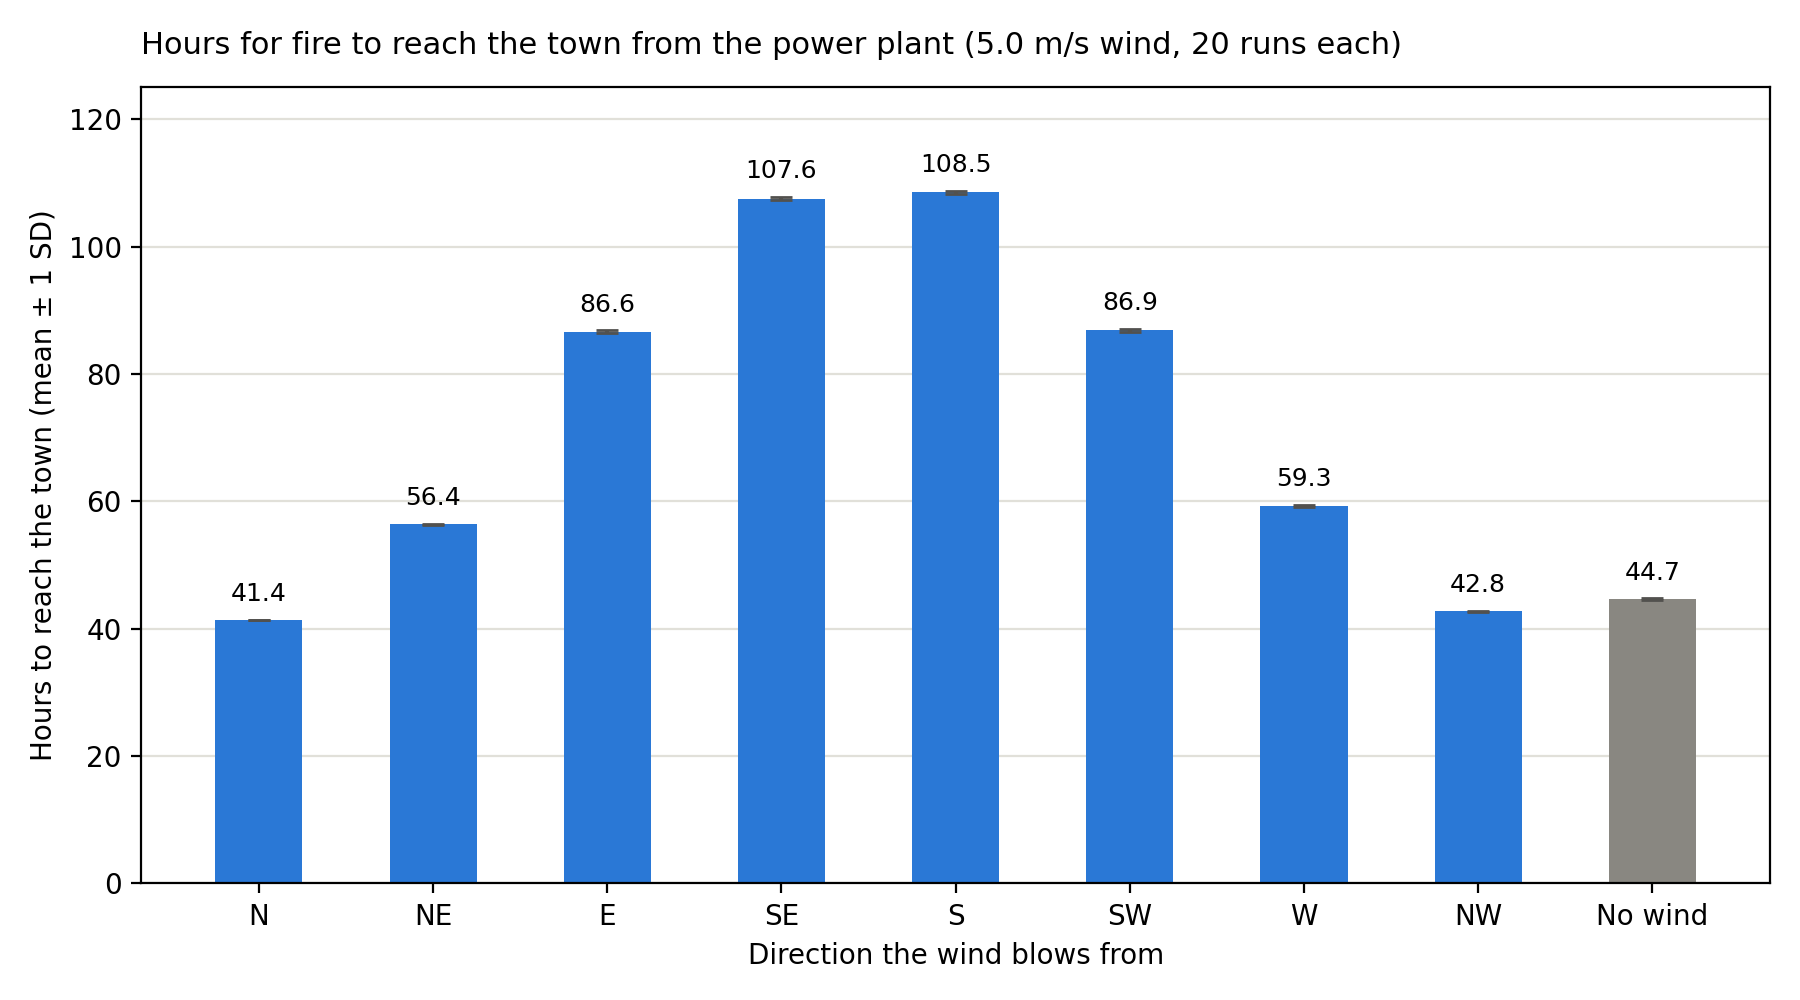 Hours for fire to reach the town from the power plant (5.0 m/s wind, 20 runs each)
Hours to reach the town (mean ± 1 SD)
120
100
80
60
40
20
0
41.4
56.4
86.6
107.6
108.5
86.9
59.3
42.8
44.7
N
NE
E
SE
S
SW
W
NW
No wind
Direction the wind blows from